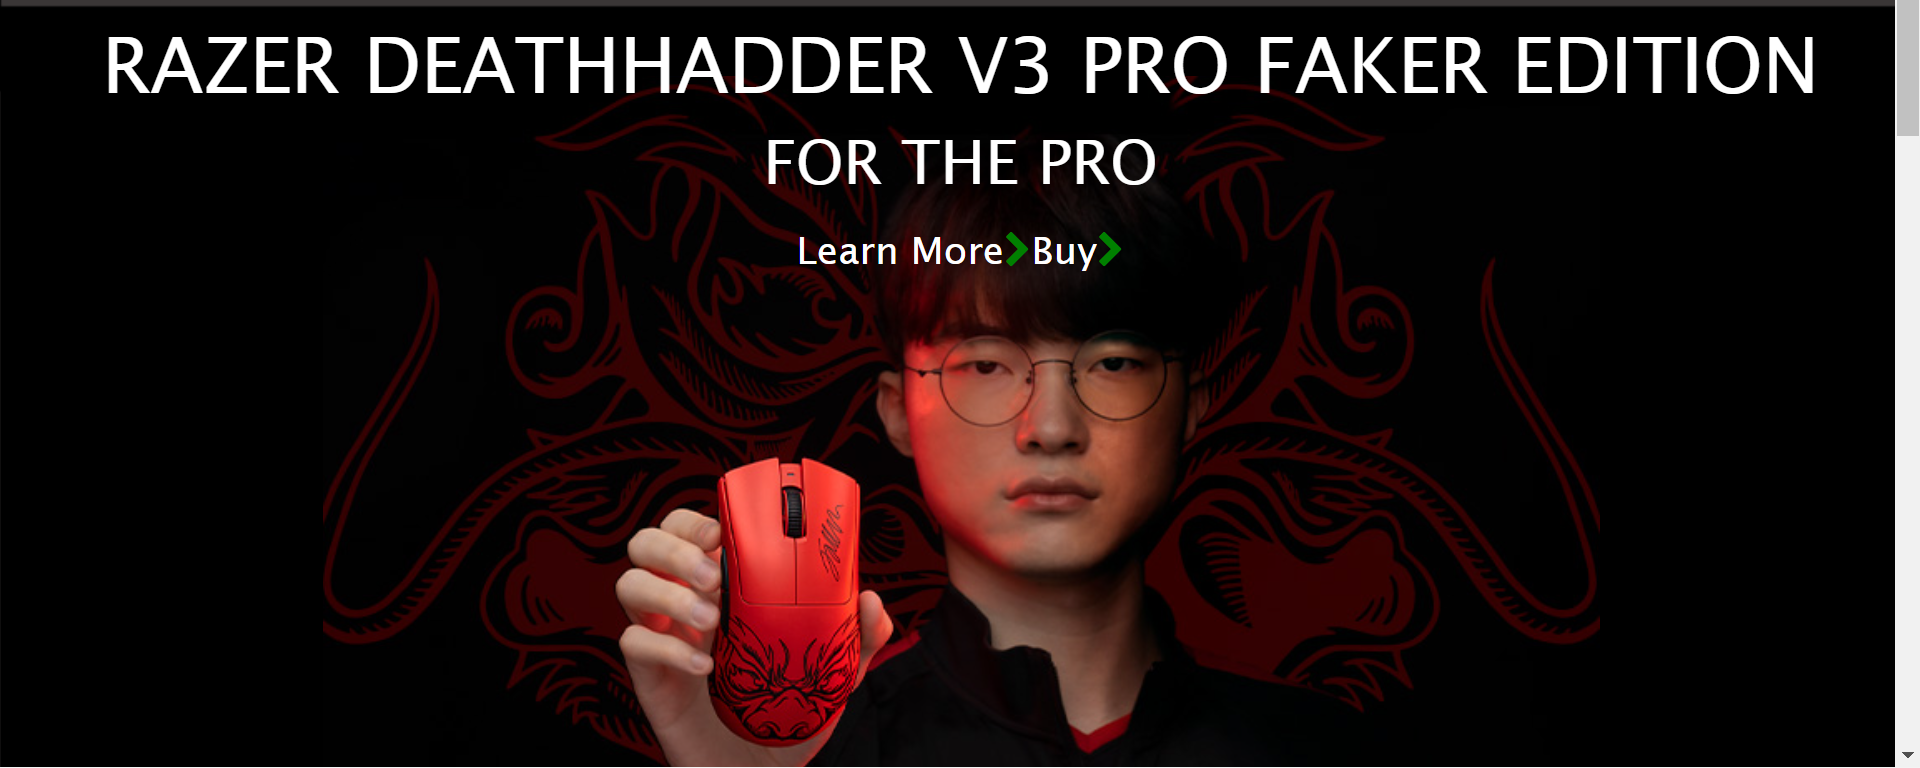 RAZER DEATHHADDER V3 PRO FAKER EDITION
FOR THE PRO
Learn More Buy